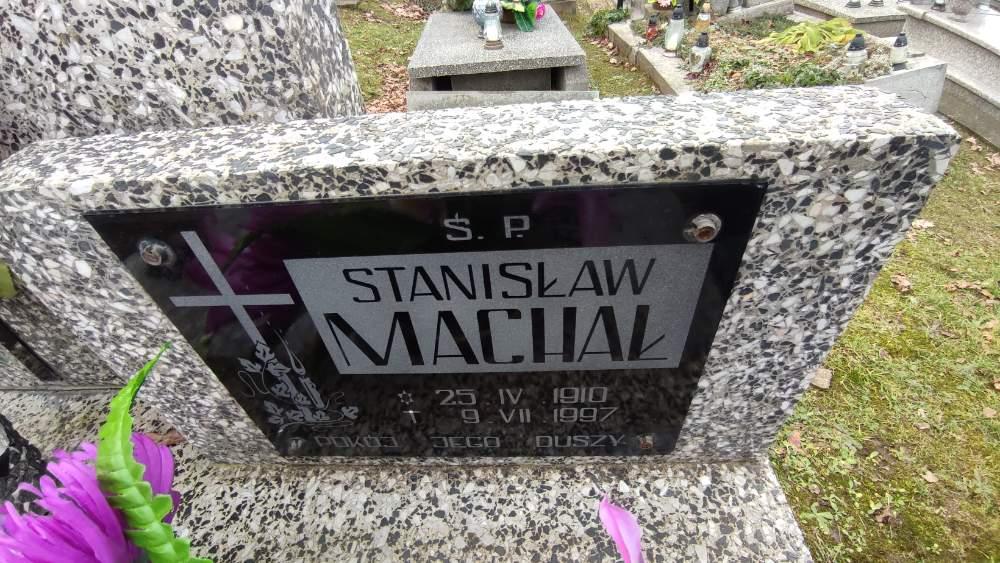 Ś. P.
STANISŁAW
MACHAŁ
25 IV 1910
9 VII 1997
POKÓJ JEGO DUSZY